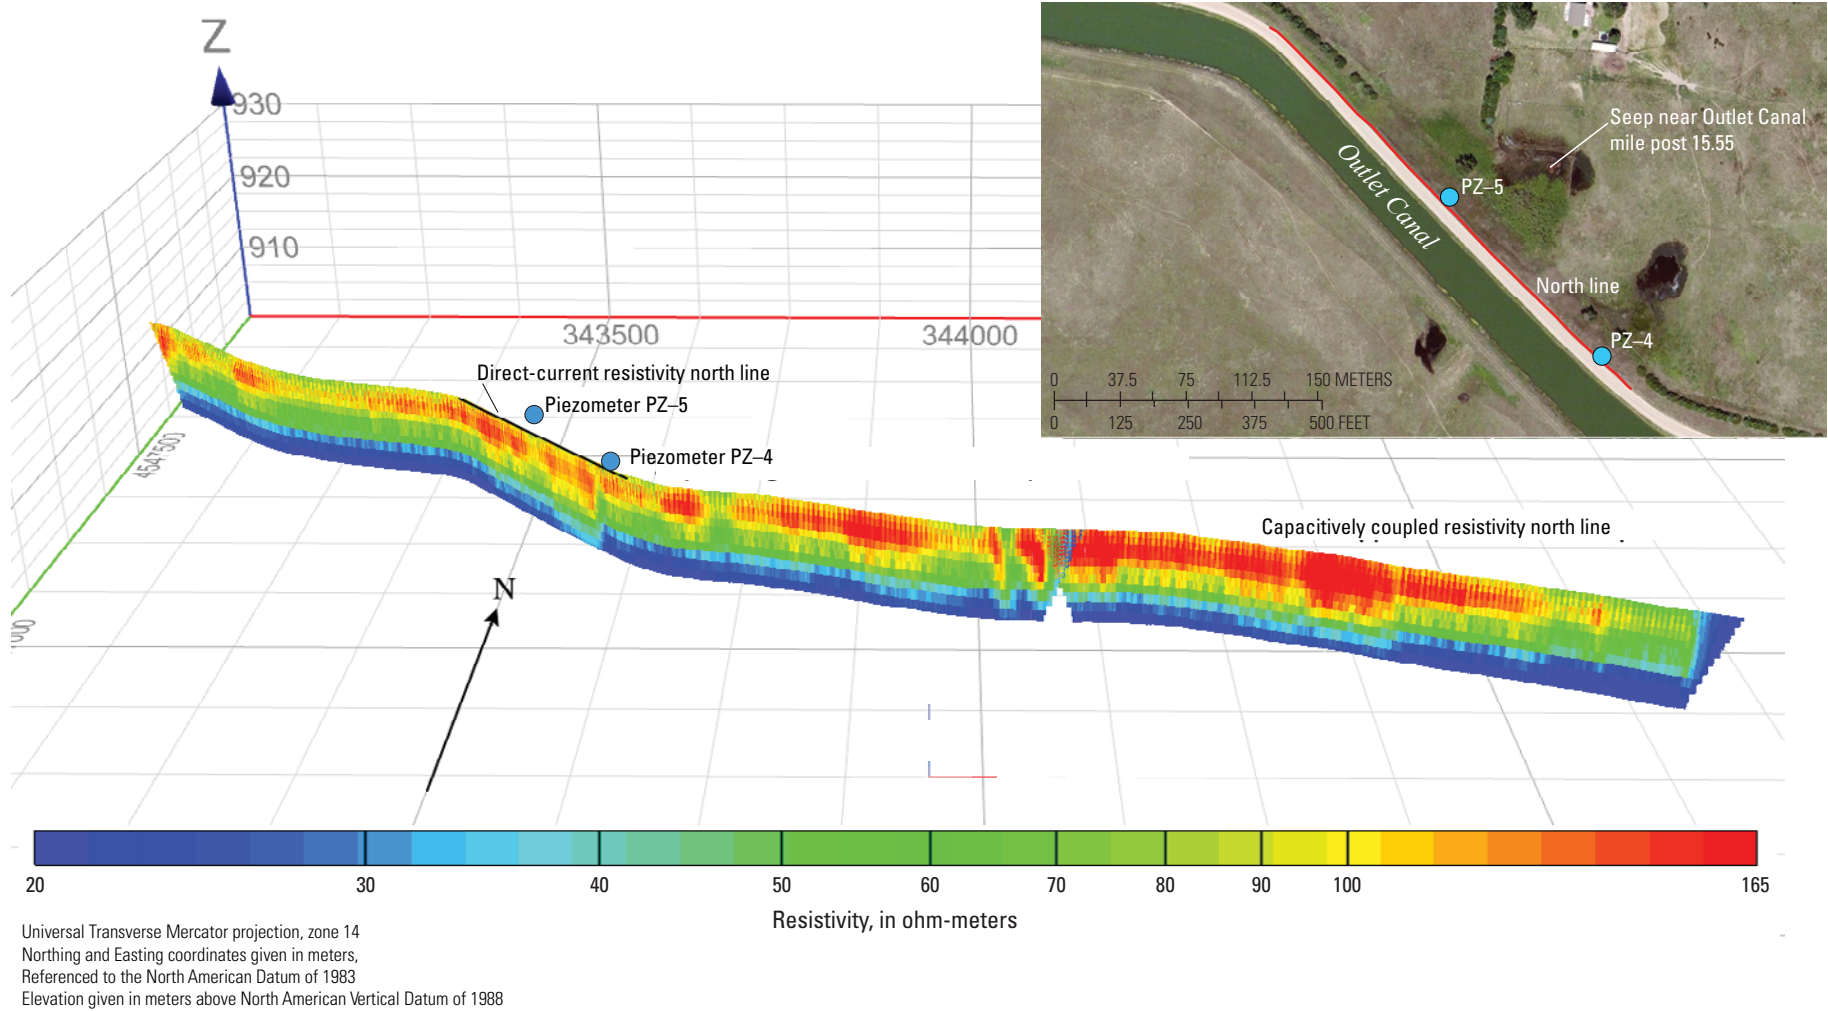 Z
930
920
910
343500
344000
4547500
Direct-current resistivity north line
Piezometer PZ–5
Piezometer PZ–4
Capacitively coupled resistivity north line
N
Seep near Outlet Canal
mile post 15.55
Outlet Canal
PZ–5
North line
PZ–4
0 37.5 75 112.5 150 METERS
0 125 250 375 500 FEET
20 30 40 50 60 70 80 90 100 165
Resistivity, in ohm-meters
Universal Transverse Mercator projection, zone 14
Northing and Easting coordinates given in meters,
Referenced to the North American Datum of 1983
Elevation given in meters above North American Vertical Datum of 1988